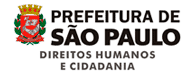 PREFEITURA DE
SÃO PAULO
DIREITOS HUMANOS
E CIDADANIA